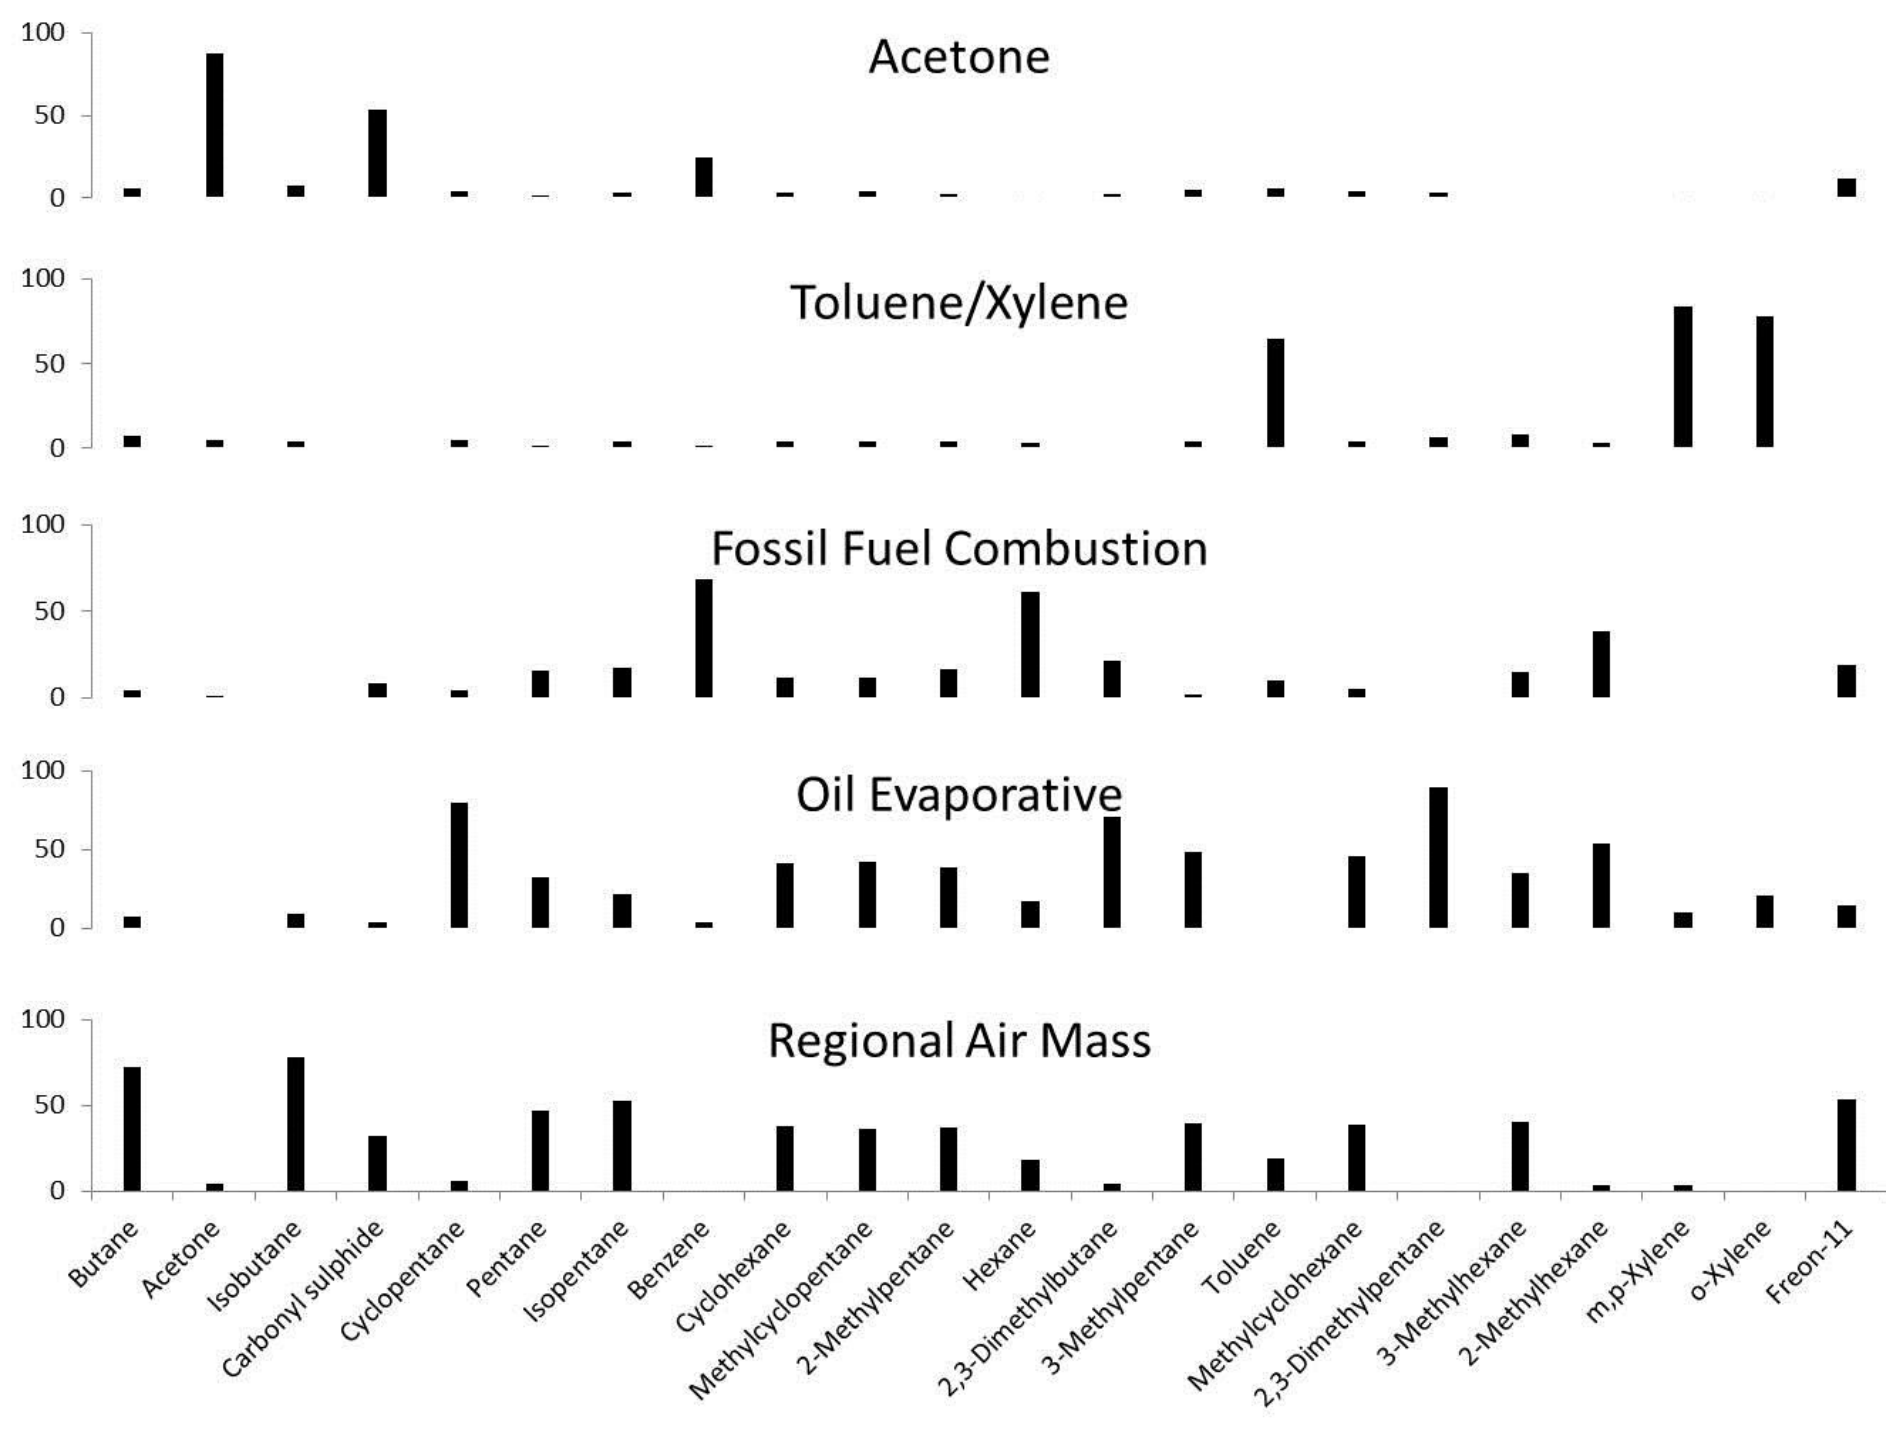 Acetone
100
50
0
Toluene/Xylene
100
50
0
Fossil Fuel Combustion
100
50
0
Oil Evaporative
100
50
0
Regional Air Mass
100
50
0
Butane
Acetone
Isobutane
Carbonyl sulphide
Cyclopentane
Pentane
Isopentane
Benzene
Cyclohexane
Methylcyclopentane
2-Methylpentane
Hexane
2,3-Dimethylbutane
3-Methylpentane
Toluene
Methylcyclohexane
2,3-Dimethylpentane
3-Methylhexane
2-Methylhexane
m,p-Xylene
o-Xylene
Freon-11